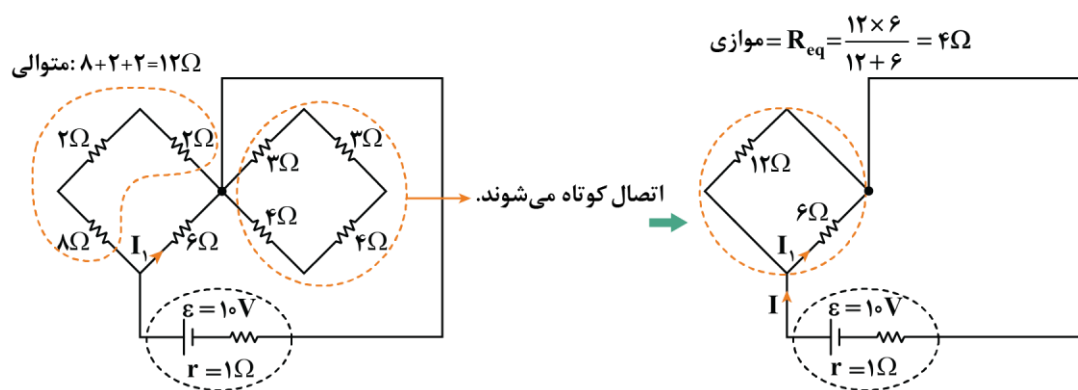 متوالی: ۸+۲+۲=۱۲Ω
۲Ω
۲Ω
۸Ω
۶Ω
I۱
۳Ω
۳Ω
۴Ω
۴Ω
اتصال کوتاه می‌شوند.
ε=۱۰V
r=۱Ω
موازی = R_eq = (۱۲×۶)/(۱۲+۶) = ۴Ω
۱۲Ω
۶Ω
I۱
I
ε=۱۰V
r=۱Ω